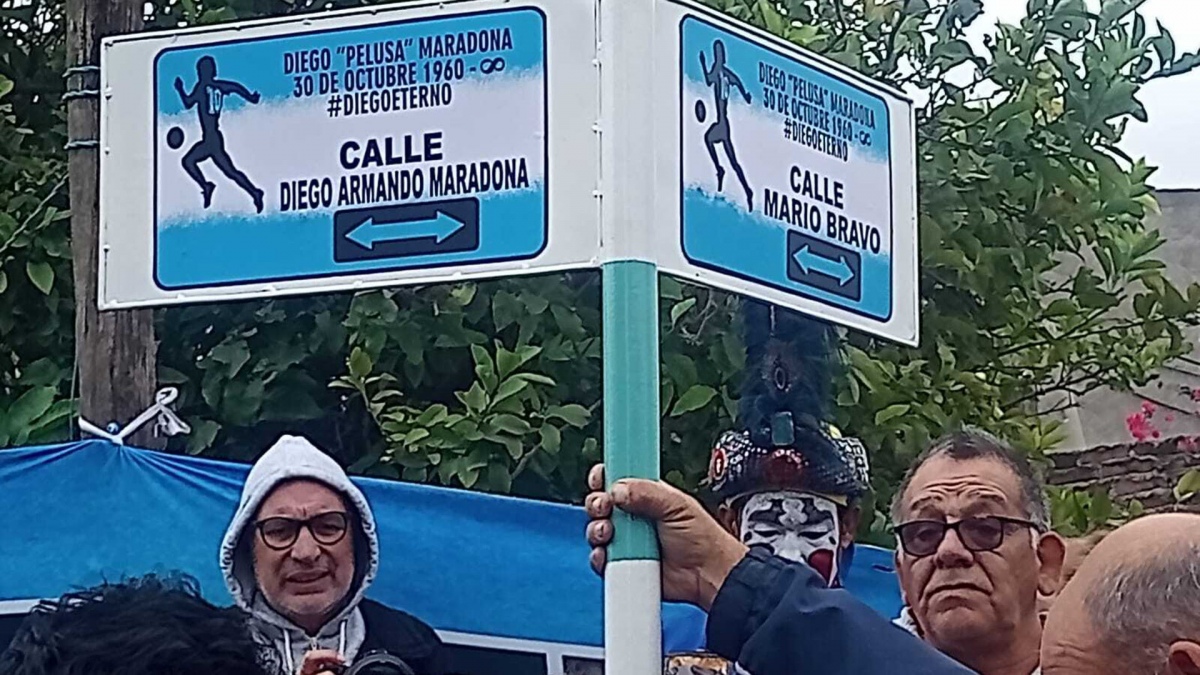 DIEGO "PELUSA" MARADONA
30 DE OCTUBRE 1960 - ∞
#DIEGOETERNO
CALLE
DIEGO ARMANDO MARADONA
DIEGO "PELUSA" MARADONA
30 DE OCTUBRE 1960 - ∞
#DIEGOETERNO
CALLE
MARIO BRAVO